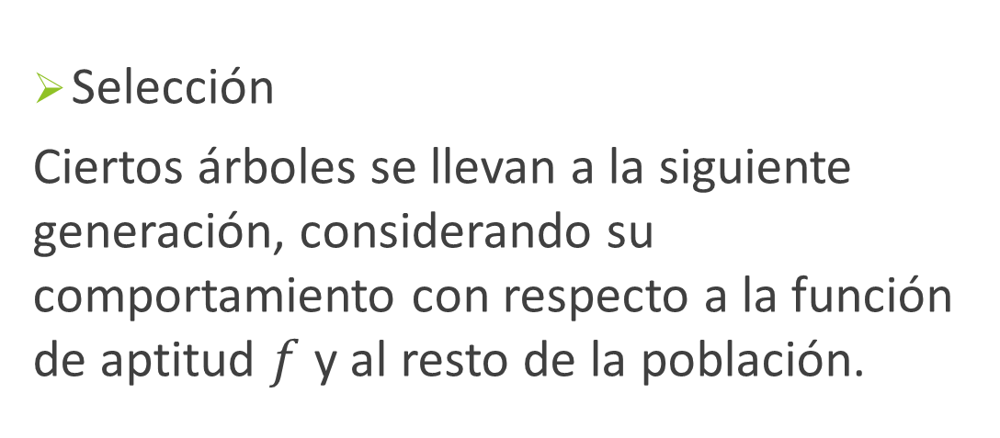 Selección
Ciertos árboles se llevan a la siguiente
generación, considerando su
comportamiento con respecto a la función
de aptitud f y al resto de la población.